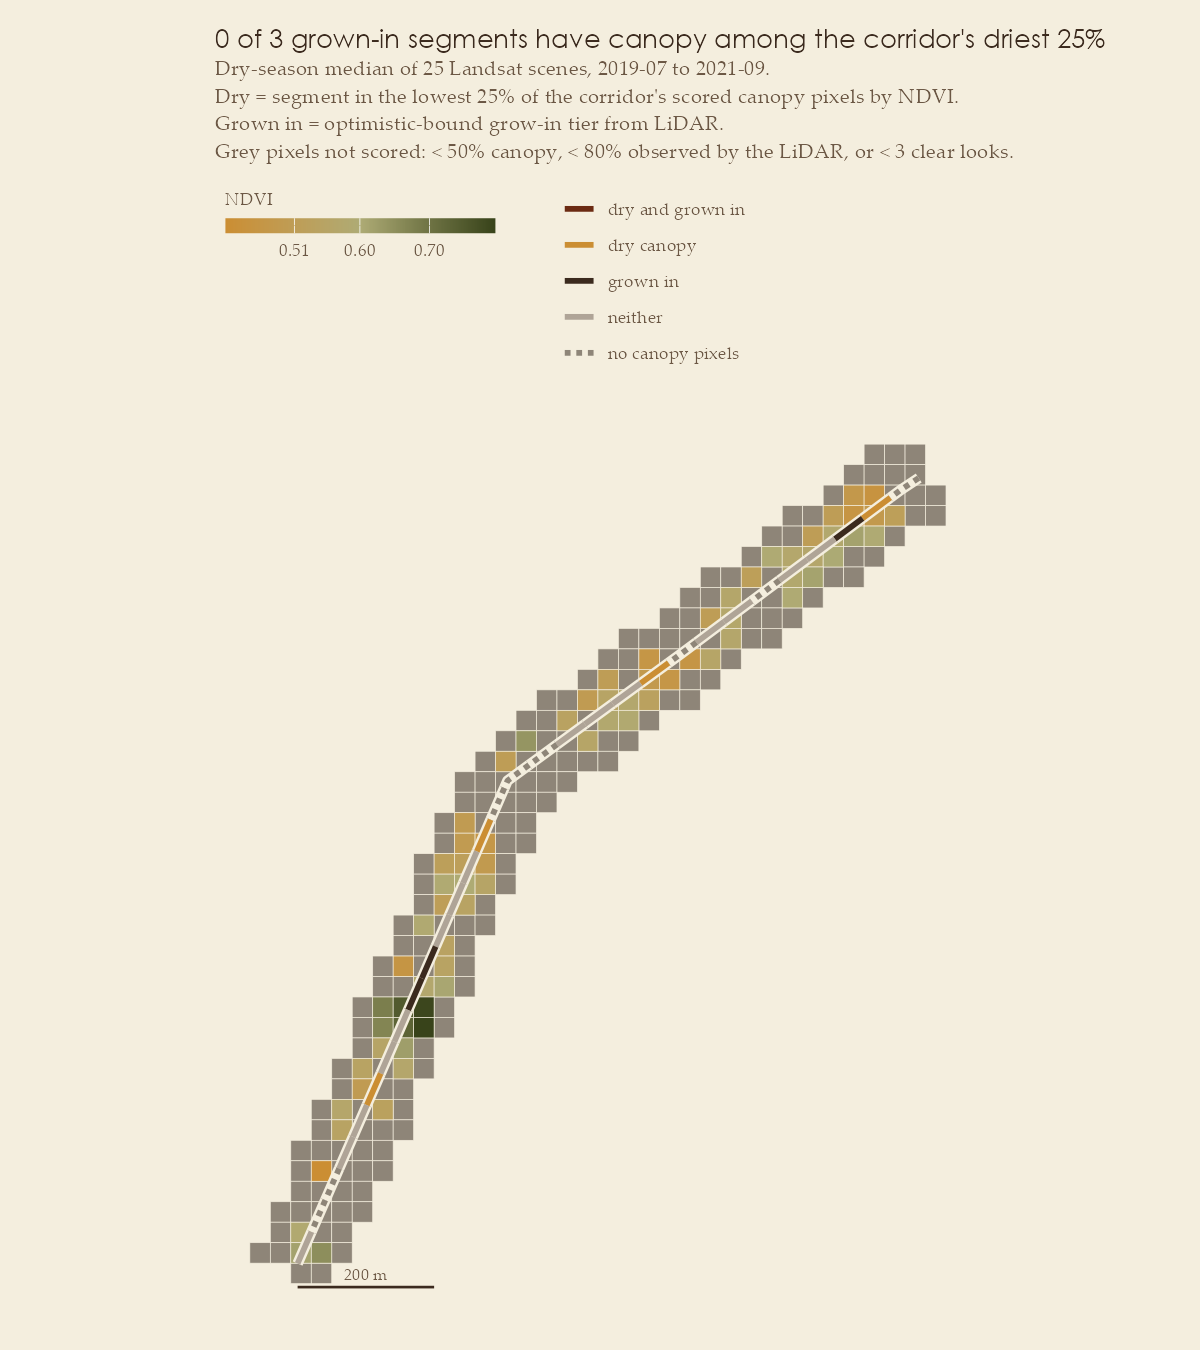 0 of 3 grown-in segments have canopy among the corridor's driest 25%
Dry-season median of 25 Landsat scenes, 2019-07 to 2021-09.
Dry = segment in the lowest 25% of the corridor's scored canopy pixels by NDVI.
Grown in = optimistic-bound grow-in tier from LiDAR.
Grey pixels not scored: < 50% canopy, < 80% observed by the LiDAR, or < 3 clear looks.
NDVI
0.51 0.60 0.70
dry and grown in
dry canopy
grown in
neither
no canopy pixels
200 m